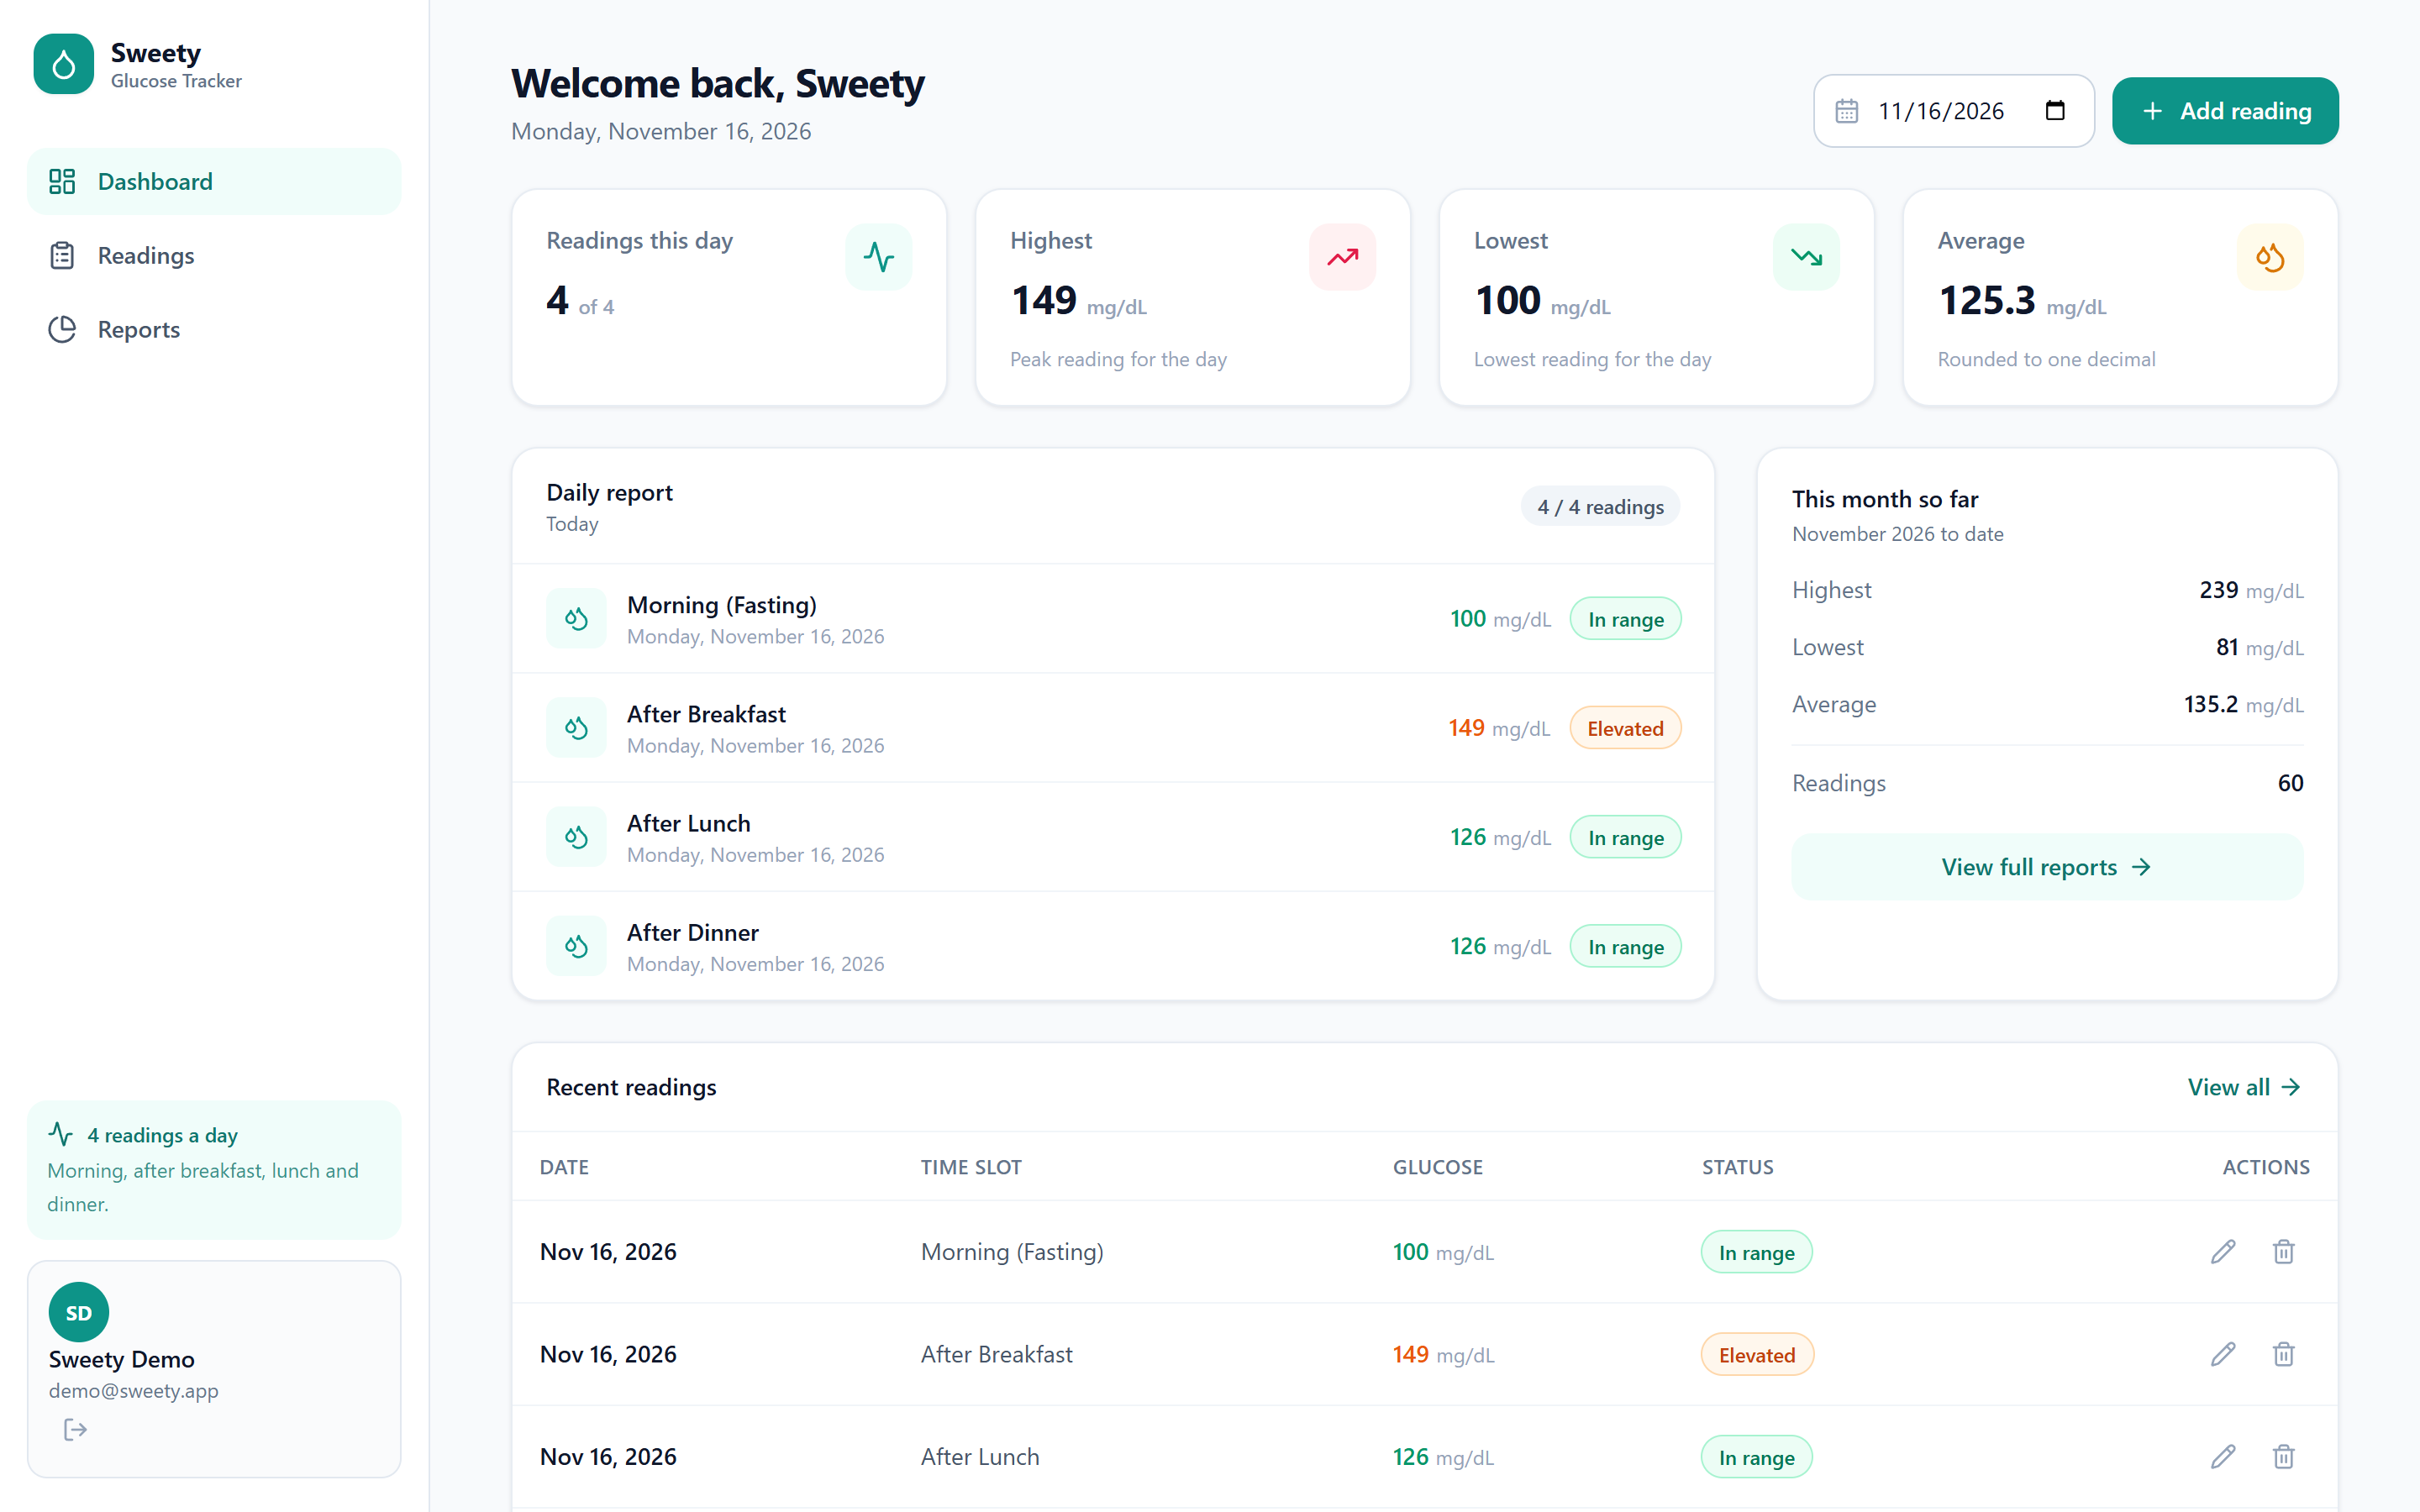 Sweety
Glucose Tracker
Dashboard
Readings
Reports
4 readings a day
Morning, after breakfast, lunch and
dinner.
SD
Sweety Demo
demo@sweety.app
Welcome back, Sweety
Monday, November 16, 2026
11/16/2026
Add reading
Readings this day
4 of 4
Highest
149 mg/dL
Peak reading for the day
Lowest
100 mg/dL
Lowest reading for the day
Average
125.3 mg/dL
Rounded to one decimal
Daily report
Today
4 / 4 readings
Morning (Fasting)
Monday, November 16, 2026
100 mg/dL In range
After Breakfast
Monday, November 16, 2026
149 mg/dL Elevated
After Lunch
Monday, November 16, 2026
126 mg/dL In range
After Dinner
Monday, November 16, 2026
126 mg/dL In range
This month so far
November 2026 to date
Highest 239 mg/dL
Lowest 81 mg/dL
Average 135.2 mg/dL
Readings 60
View full reports
Recent readings
View all
DATE TIME SLOT GLUCOSE STATUS ACTIONS
Nov 16, 2026 Morning (Fasting) 100 mg/dL In range
Nov 16, 2026 After Breakfast 149 mg/dL Elevated
Nov 16, 2026 After Lunch 126 mg/dL In range